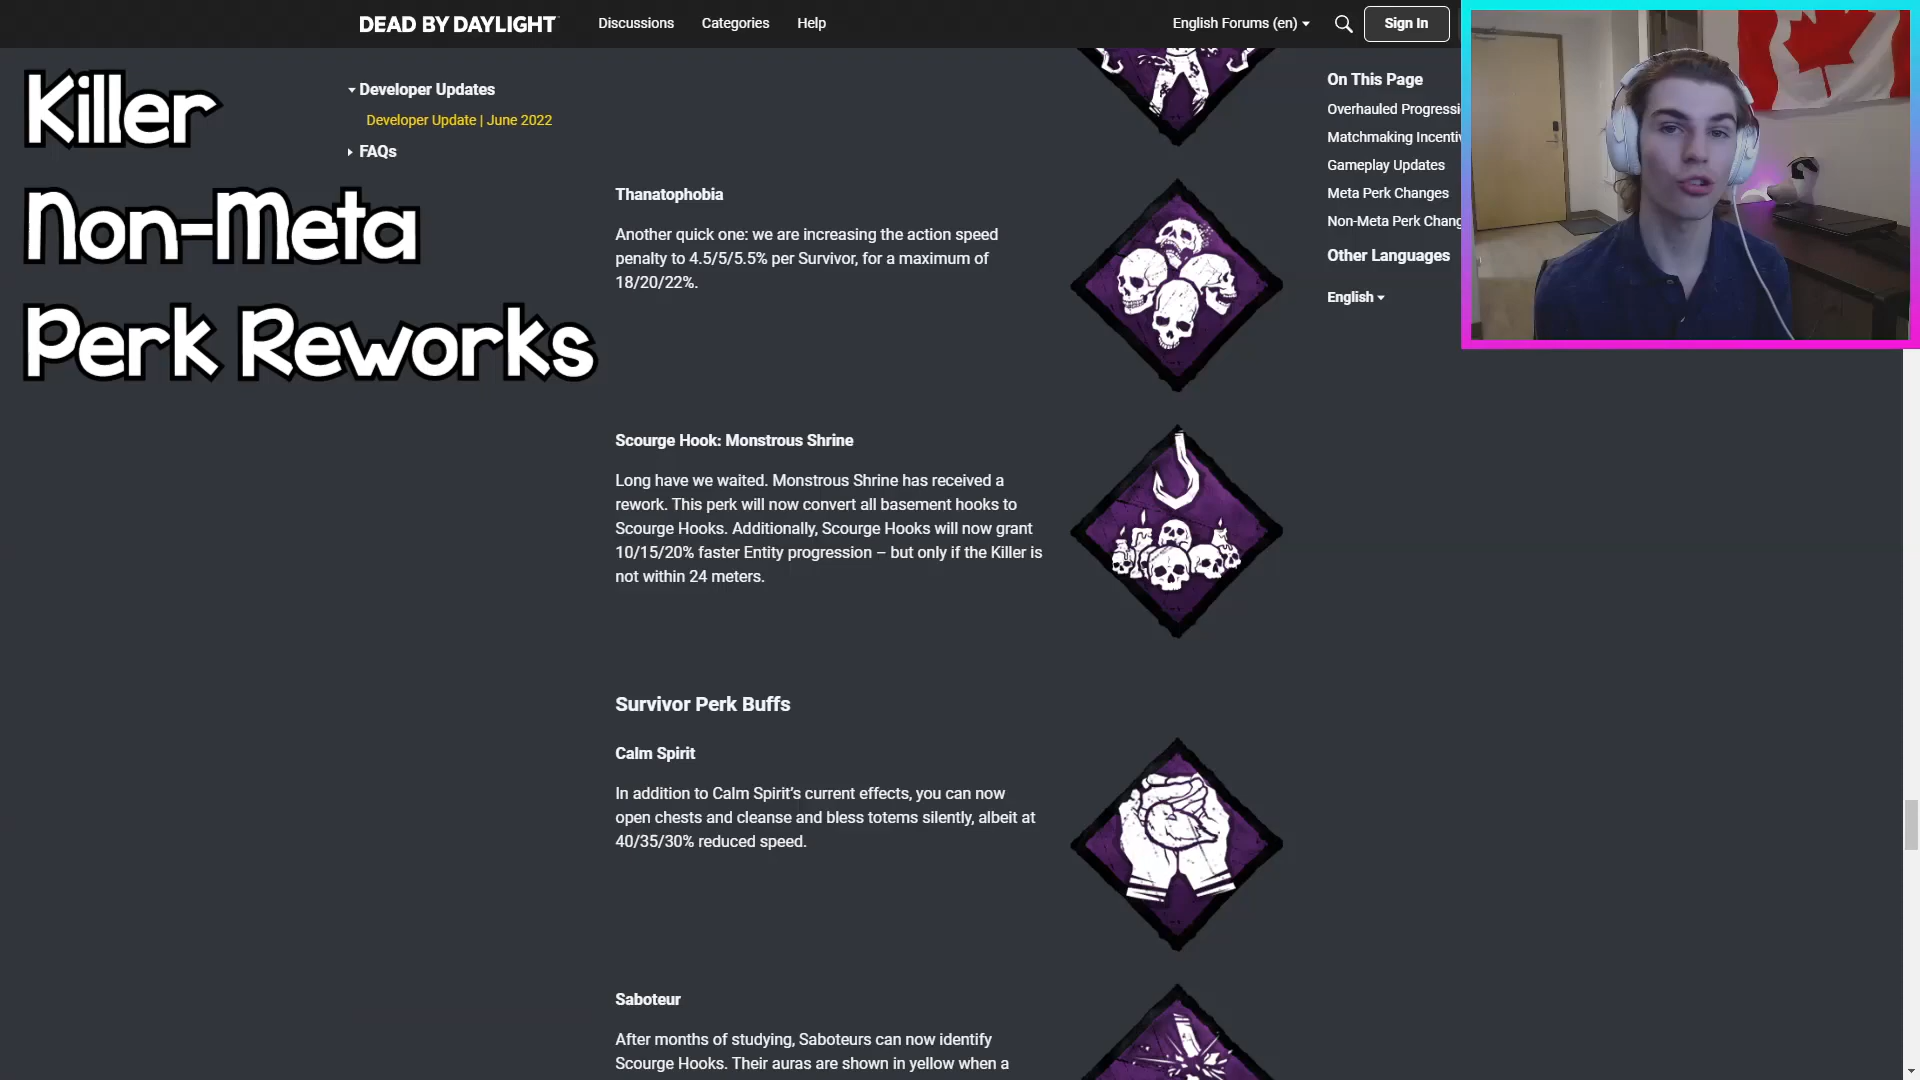 DEAD BY DAYLIGHT
Discussions
Categories
Help
English Forums (en)
Sign In
Killer
Non-Meta
Perk Reworks
Developer Updates
Developer Update | June 2022
FAQs
Thanatophobia
Another quick one: we are increasing the action speed
penalty to 4.5/5/5.5% per Survivor, for a maximum of
18/20/22%.
Scourge Hook: Monstrous Shrine
Long have we waited. Monstrous Shrine has received a
rework. This perk will now convert all basement hooks to
Scourge Hooks. Additionally, Scourge Hooks will now grant
10/15/20% faster Entity progression – but only if the Killer is
not within 24 meters.
Survivor Perk Buffs
Calm Spirit
In addition to Calm Spirit’s current effects, you can now
open chests and cleanse and bless totems silently, albeit at
40/35/30% reduced speed.
Saboteur
After months of studying, Saboteurs can now identify
Scourge Hooks. Their auras are shown in yellow when a
On This Page
Overhauled Progressi
Matchmaking Incentiv
Gameplay Updates
Meta Perk Changes
Non-Meta Perk Chang
Other Languages
English